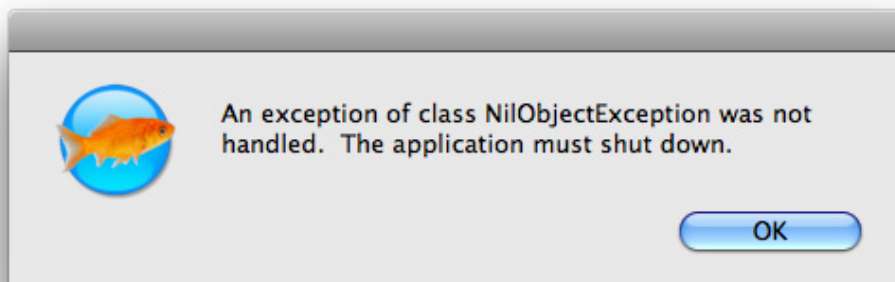 An exception of class NilObjectException was not
handled.  The application must shut down.
OK